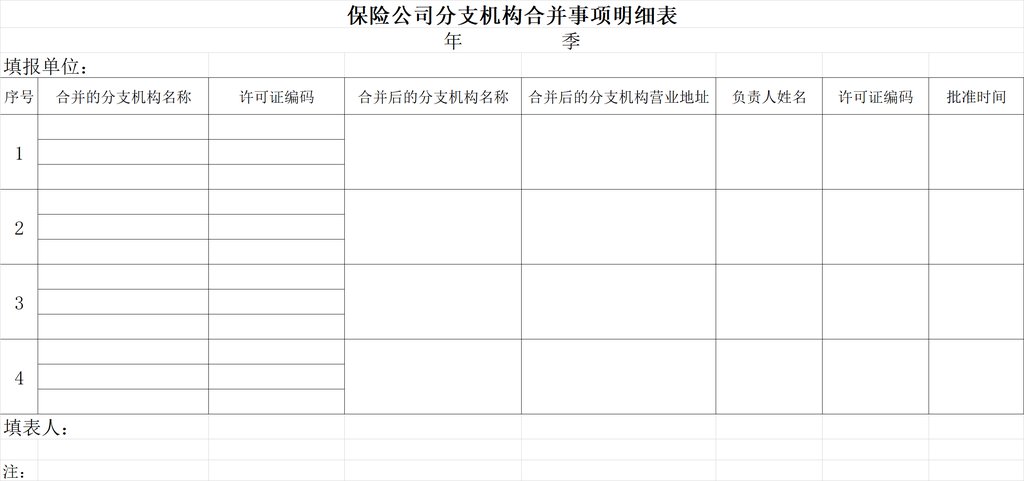 保险公司分支机构合并事项明细表
年 季
填报单位：
序号 合并的分支机构名称 许可证编码 合并后的分支机构名称 合并后的分支机构营业地址 负责人姓名 许可证编码 批准时间
1
2
3
4
填表人：
注：